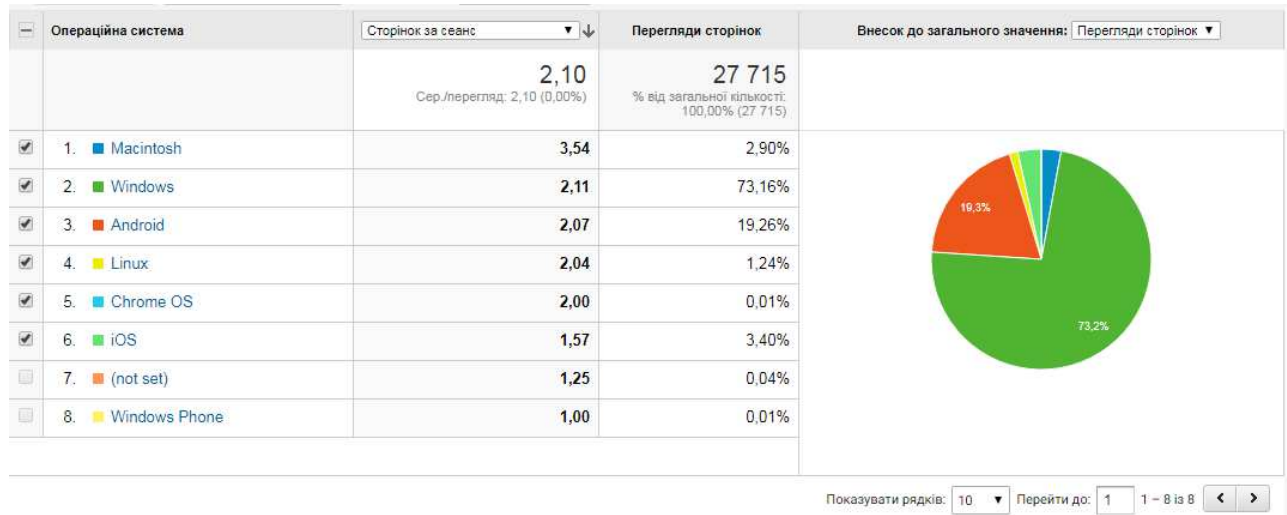 Операційна система Сторінок за сеанс Перегляди сторінок Внесок до загального значення: Перегляди сторінок
2,10 27 715
Сер./перегляд: 2,10 (0,00%) % від загальної кількості:
100,00% (27 715)
1. Macintosh 3,54 2,90%
2. Windows 2,11 73,16%
3. Android 2,07 19,26%
4. Linux 2,04 1,24%
5. Chrome OS 2,00 0,01%
6. iOS 1,57 3,40%
7. (not set) 1,25 0,04%
8. Windows Phone 1,00 0,01%
19,3%
73,2%
Показувати рядків: 10 Перейти до: 1 1 – 8 із 8